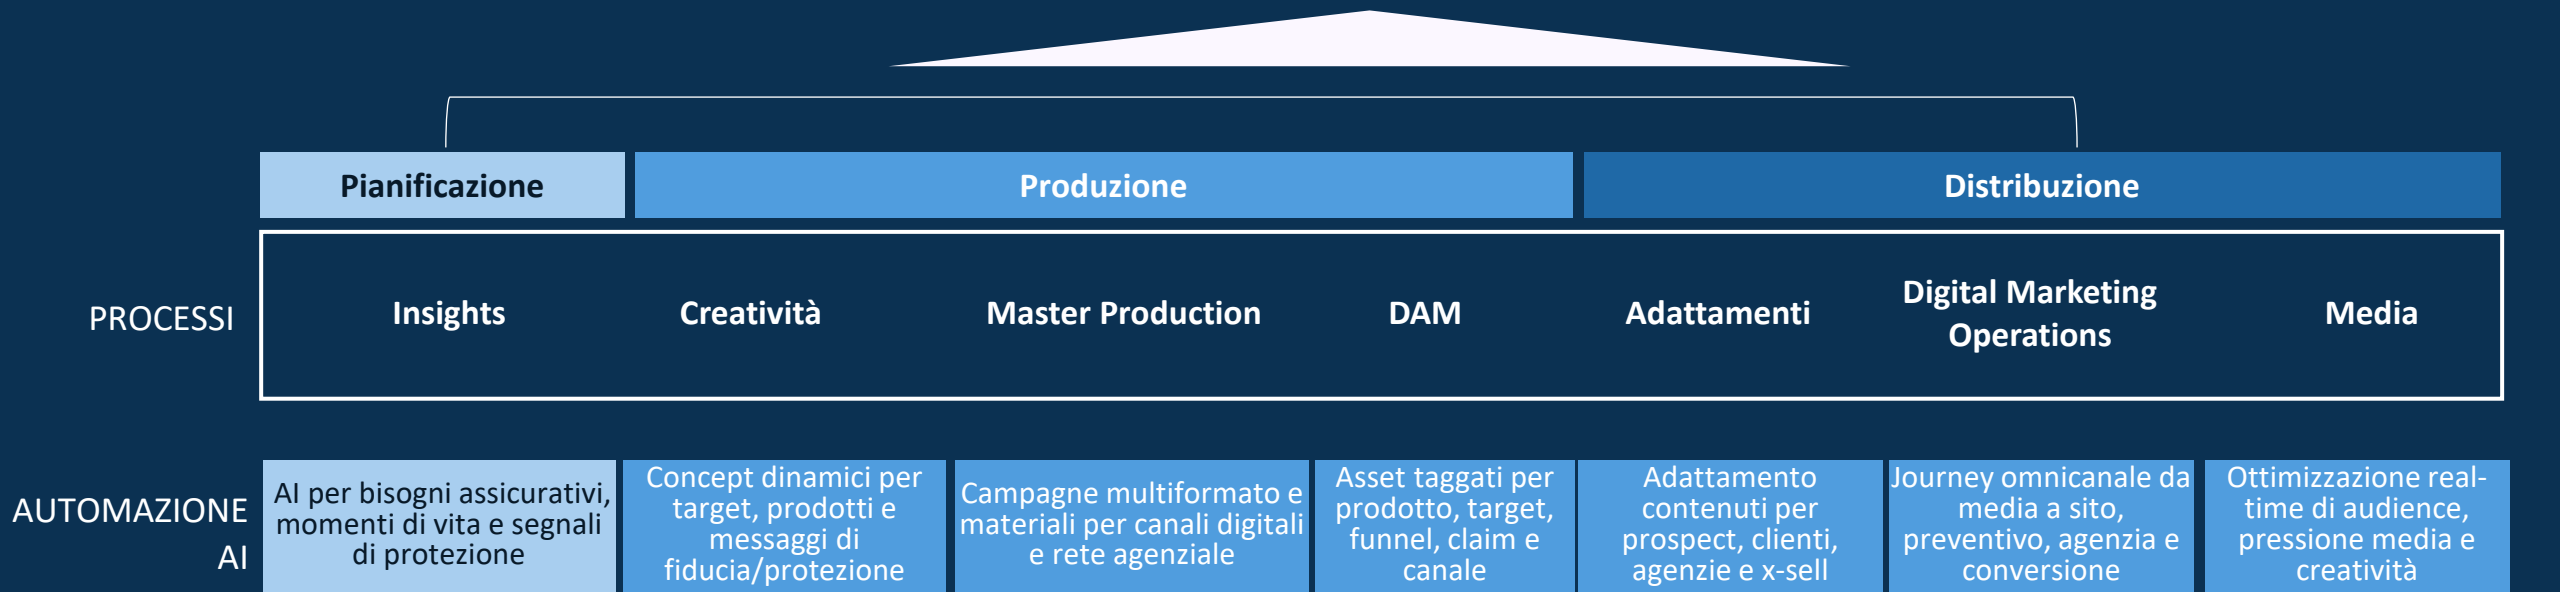 Pianificazione
Produzione
Distribuzione
PROCESSI
Insights
Creatività
Master Production
DAM
Adattamenti
Digital Marketing
Operations
Media
AUTOMAZIONE
AI
AI per bisogni assicurativi,
momenti di vita e segnali
di protezione
Concept dinamici per
target, prodotti e
messaggi di
fiducia/protezione
Campagne multiformato e
materiali per canali digitali
e rete agenziale
Asset taggati per
prodotto, target,
funnel, claim e
canale
Adattamento
contenuti per
prospect, clienti,
agenzie e x-sell
Journey omnicanale da
media a sito,
preventivo, agenzia e
conversione
Ottimizzazione real-
time di audience,
pressione media e
creatività